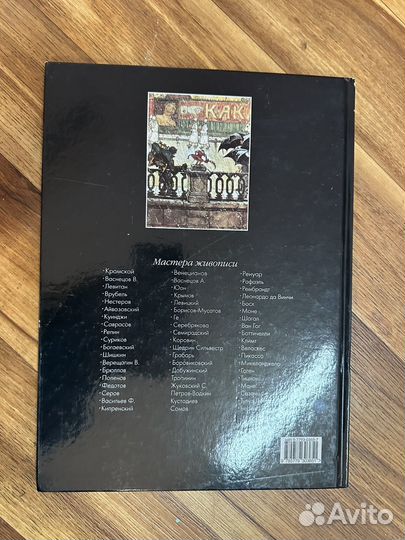 КАК
Мастера живописи
· Крамской
· Васнецов В.
· Левитан
· Врубель
· Нестеров
· Айвазовский
· Куинджи
· Саврасов
· Репин
· Суриков
· Богаевский
· Шишкин
· Верещагин В.
· Брюллов
· Поленов
· Федотов
· Серов
· Васильев Ф.
· Кипренский
· Венецианов
· Васнецов А.
· Юон
· Крымов
· Левицкий
· Борисов-Мусатов
· Ге
· Серебрякова
· Семирадский
· Коровин
· Щедрин Сильвестр
· Грабарь
· Боровиковский
· Добужинский
· Тропинин
· Жуковский С.
· Петров-Водкин
· Кустодиев
· Сомов
· Ренуар
· Рафаэль
· Рембрандт
· Леонардо да Винчи
· Босх
· Моне
· Шагал
· Ван Гог
· Боттичелли
· Климт
· Веласкес
· Пикассо
· Микеланджело
· Гоген
· Мане
Avito